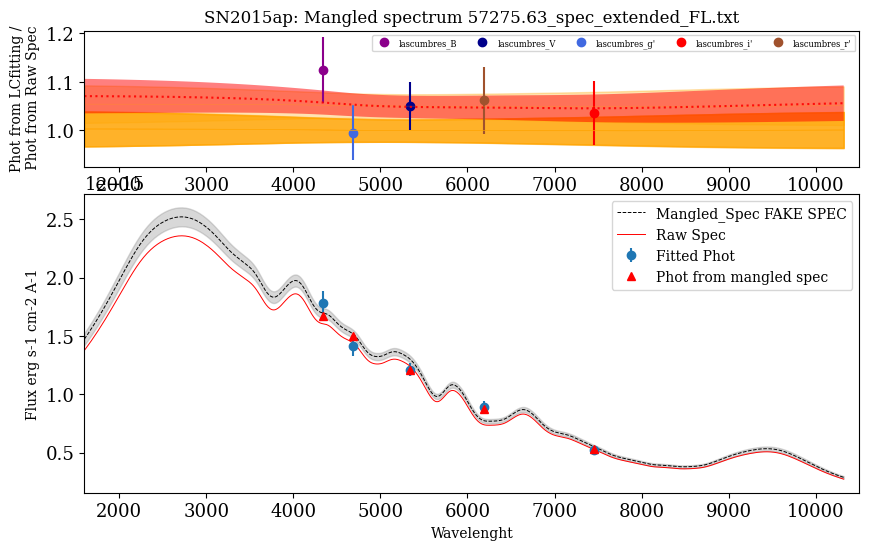 SN2015ap: Mangled spectrum 57275.63_spec_extended_FL.txt
Phot from LCfitting /
Phot from Raw Spec
1.2
1.1
1.0
lascumbres_B
lascumbres_V
lascumbres_g'
lascumbres_i'
lascumbres_r'
2000 3000 4000 5000 6000 7000 8000 9000 10000
1e−15
Flux erg s-1 cm-2 A-1
2.5
2.0
1.5
1.0
0.5
Mangled_Spec FAKE SPEC
Raw Spec
Fitted Phot
Phot from mangled spec
2000 3000 4000 5000 6000 7000 8000 9000 10000
Wavelenght